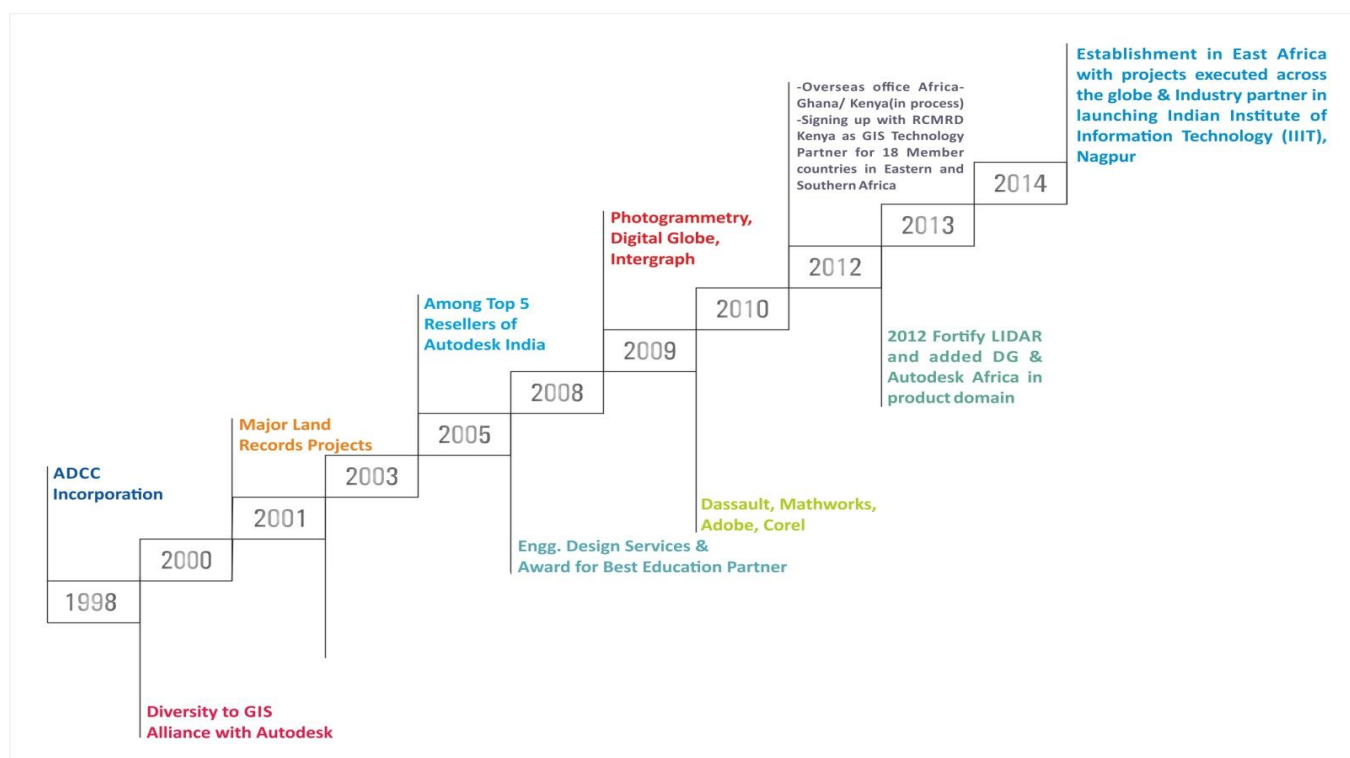 Establishment in East Africa
with projects executed across
the globe & Industry partner in
launching Indian Institute of
Information Technology (IIIT),
Nagpur
-Overseas office Africa-
Ghana/ Kenya(in process)
-Signing up with RCMRD
Kenya as GIS Technology
Partner for 18 Member
countries in Eastern and
Southern Africa
2014
2013
Photogrammetry,
Digital Globe,
Intergraph
2012
2010
Among Top 5
Resellers of
Autodesk India
2012 Fortify LIDAR
and added DG &
Autodesk Africa in
product domain
2009
2008
Major Land
Records Projects
2005
ADCC
Incorporation
2003
2001
Dassault, Mathworks,
Adobe, Corel
Engg. Design Services &
Award for Best Education Partner
2000
1998
Diversity to GIS
Alliance with Autodesk